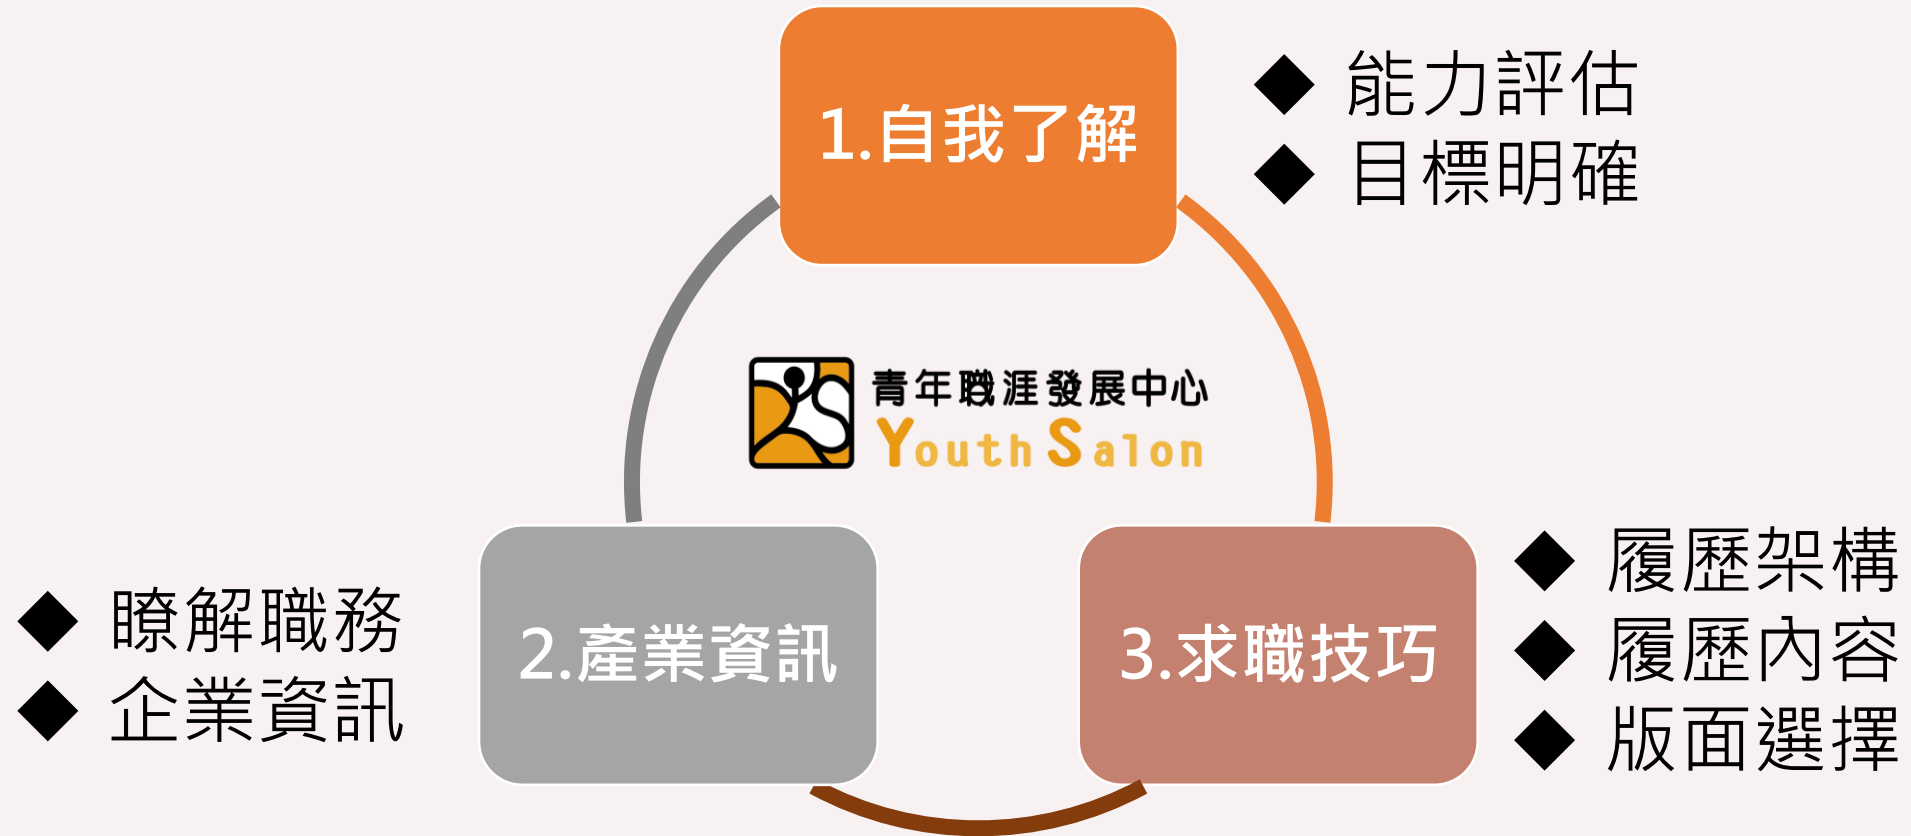 1.自我了解
◆ 能力評估
◆ 目標明確
青年職涯發展中心
Youth Salon
2.產業資訊
◆ 瞭解職務
◆ 企業資訊
3.求職技巧
◆ 履歷架構
◆ 履歷內容
◆ 版面選擇